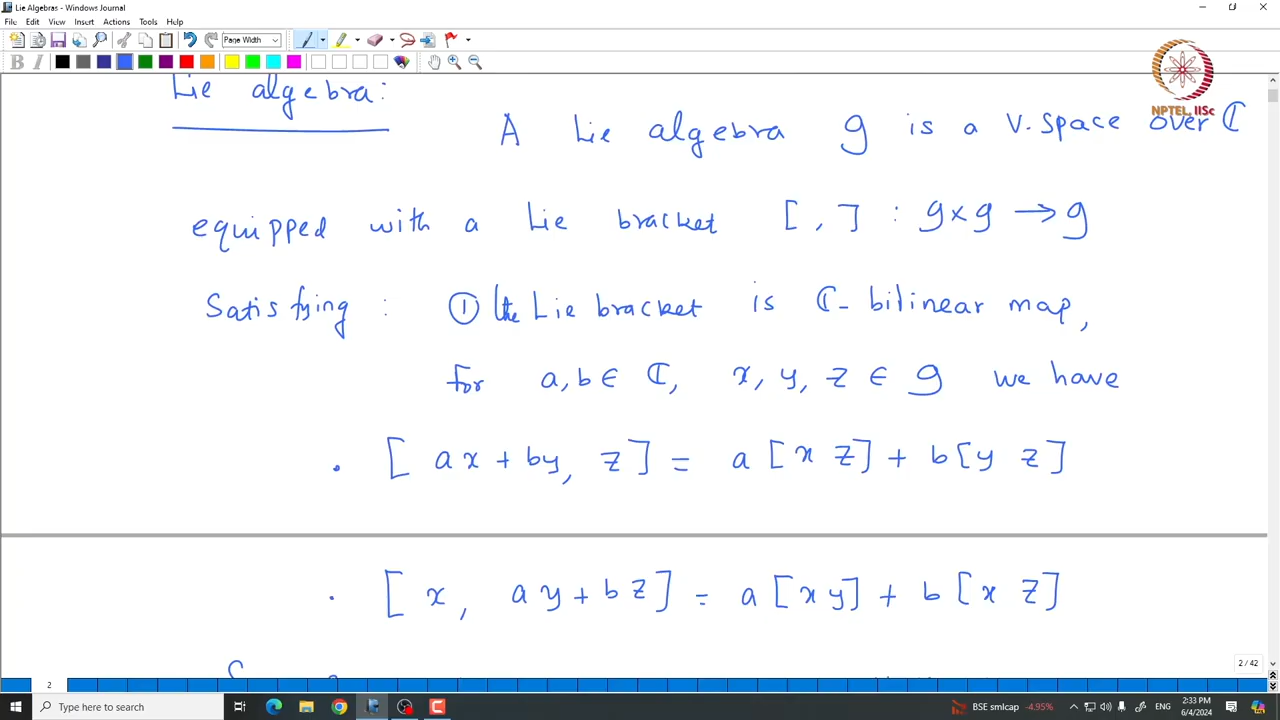 Lie Algebras - Windows Journal
File Edit View Insert Actions Tools Help
Page Width
NPTEL, IISc
Lie algebra:
A Lie algebra g is a V. Space over ℂ
equipped with a Lie bracket [ , ] : g×g → g
Satisfying : ① the Lie bracket is ℂ- bilinear map,
for a, b ∈ ℂ, x, y, z ∈ g we have
. [ ax + by, z ] = a [ x z ] + b [ y z ]
. [ x, ay + bz ] = a [ x y ] + b [ x z ]
2 / 42
2
Type here to search
BSE smlcap -4.95%
ENG
2:33 PM
6/4/2024